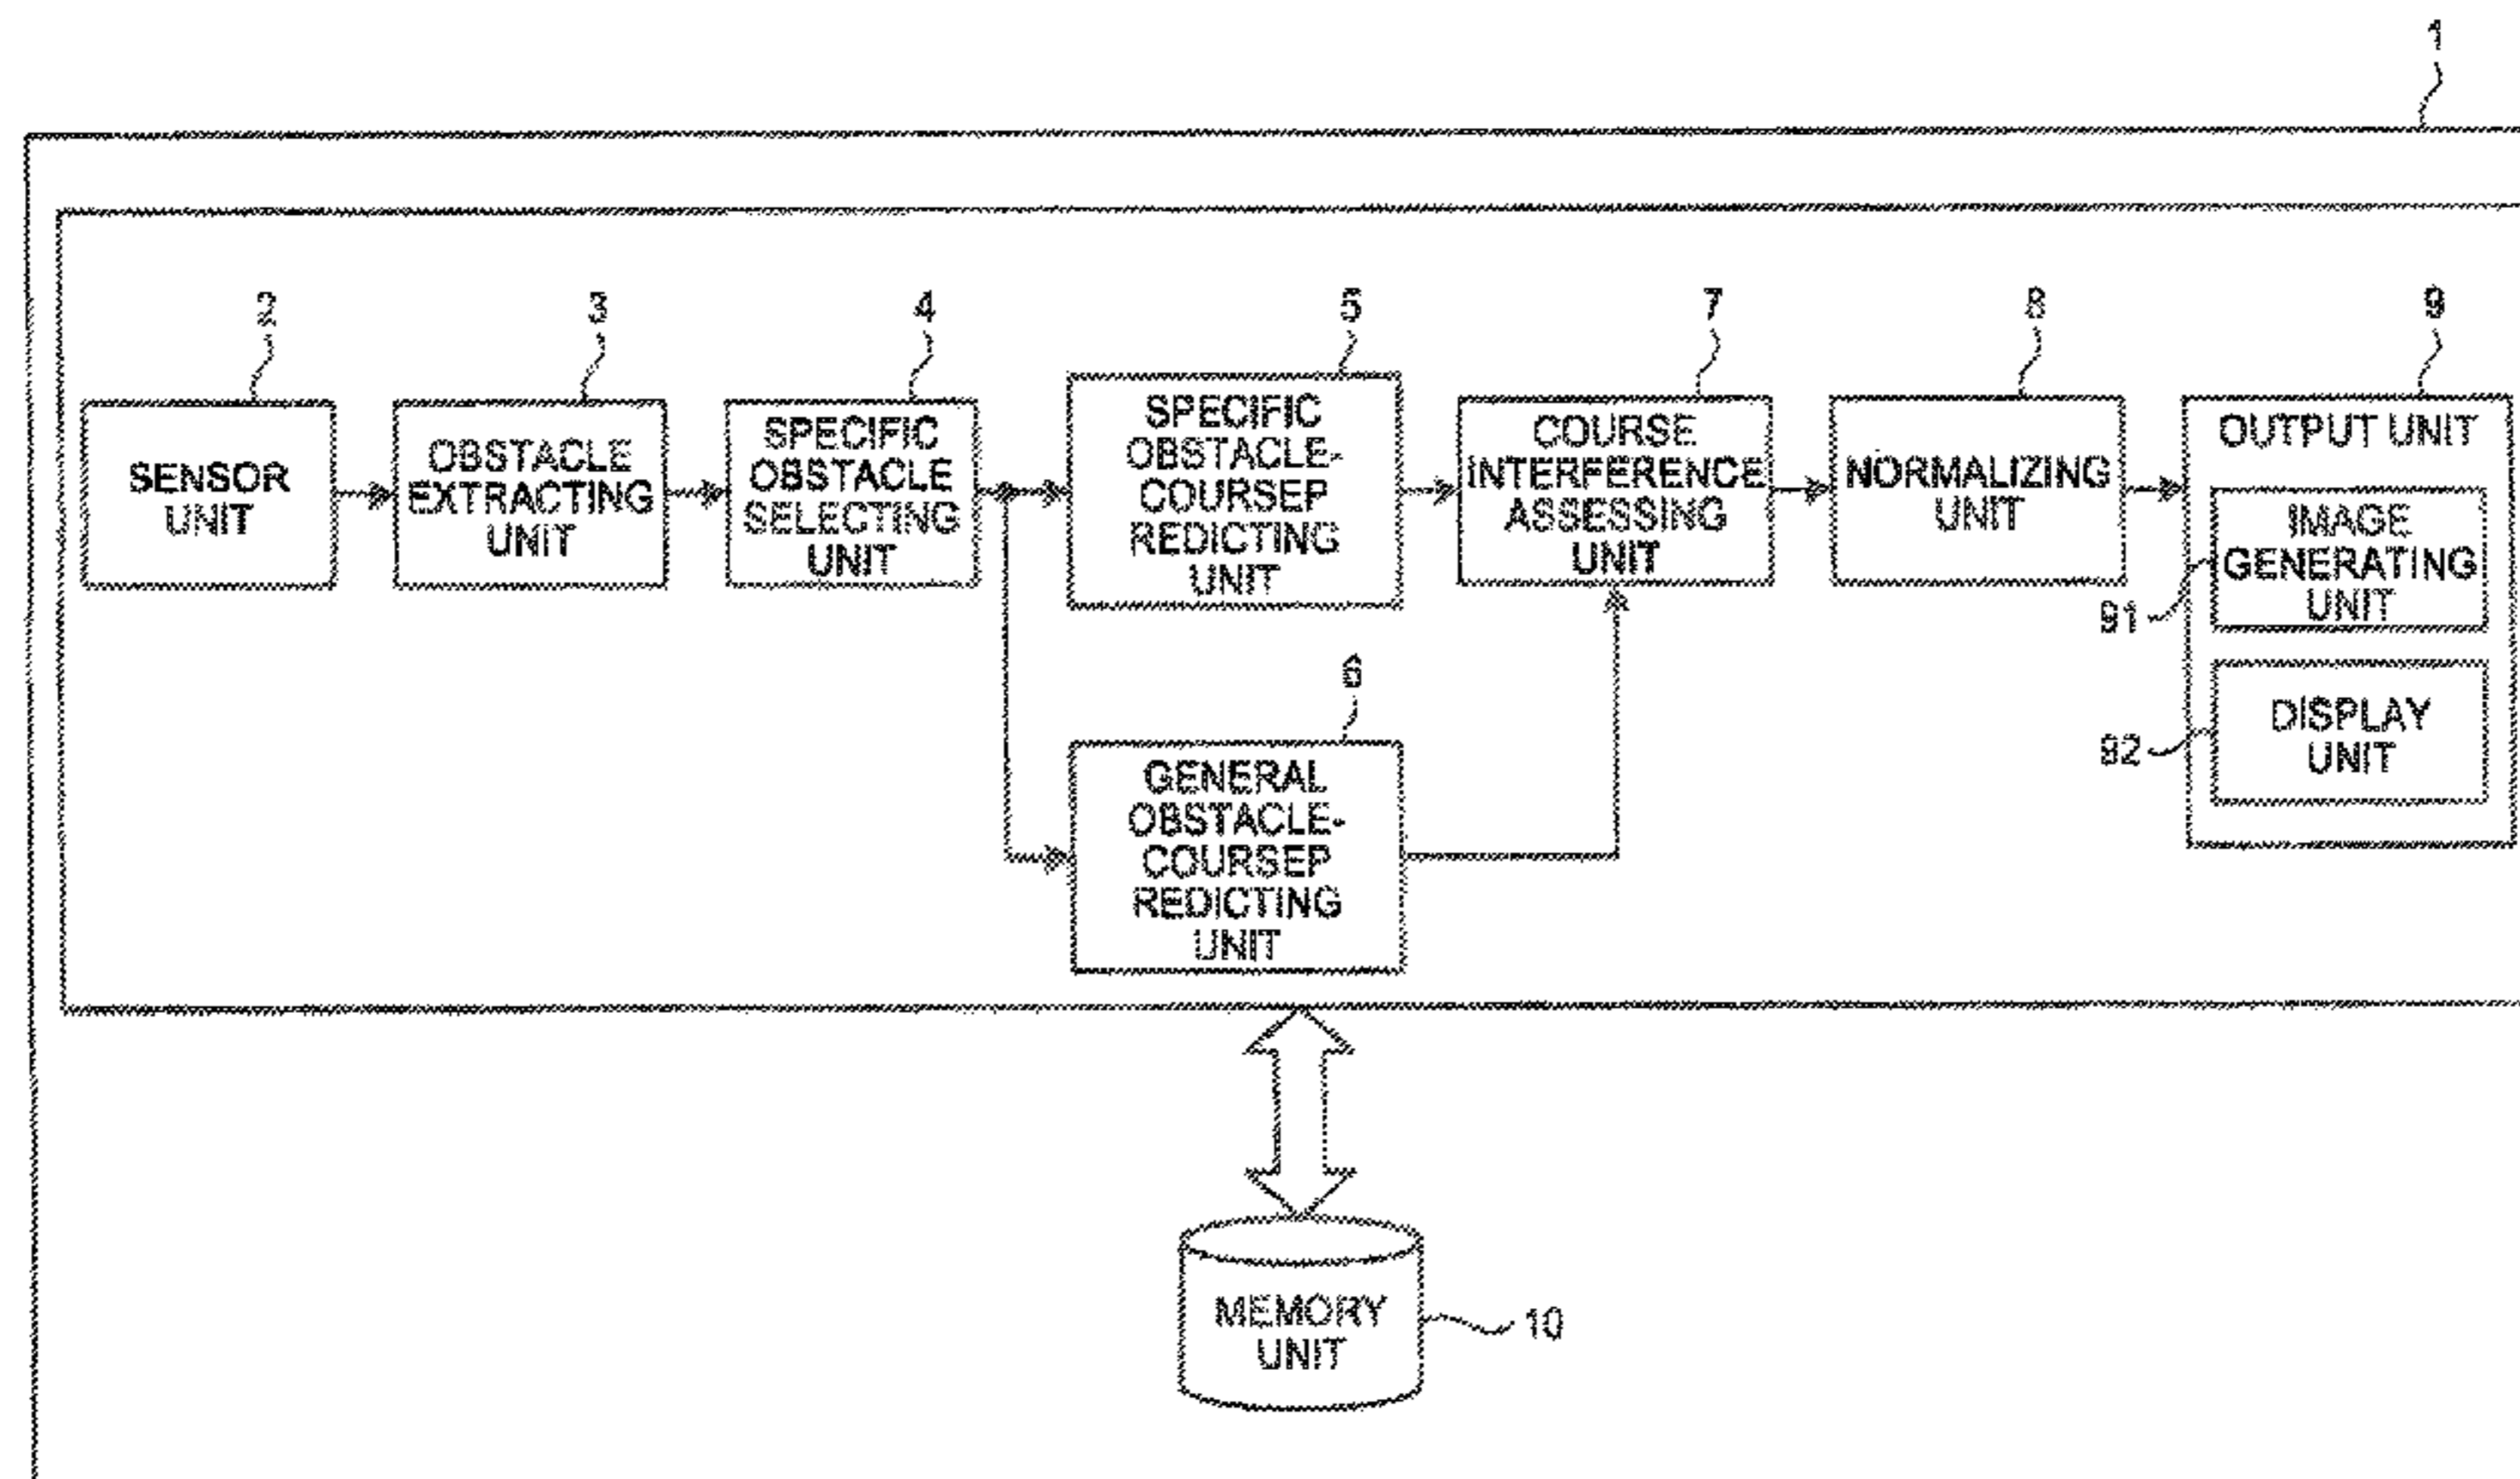 1
2
3
4
5
7
8
9
SENSOR
UNIT
OBSTACLE
EXTRACTING
UNIT
SPECIFIC
OBSTACLE
SELECTING
UNIT
SPECIFIC
OBSTACLE-
COURSEP
REDICTING
UNIT
COURSE
INTERFERENCE
ASSESSING
UNIT
NORMALIZING
UNIT
OUTPUT UNIT
IMAGE
GENERATING
UNIT
91
DISPLAY
UNIT
92
6
GENERAL
OBSTACLE-
COURSEP
REDICTING
UNIT
MEMORY
UNIT
10